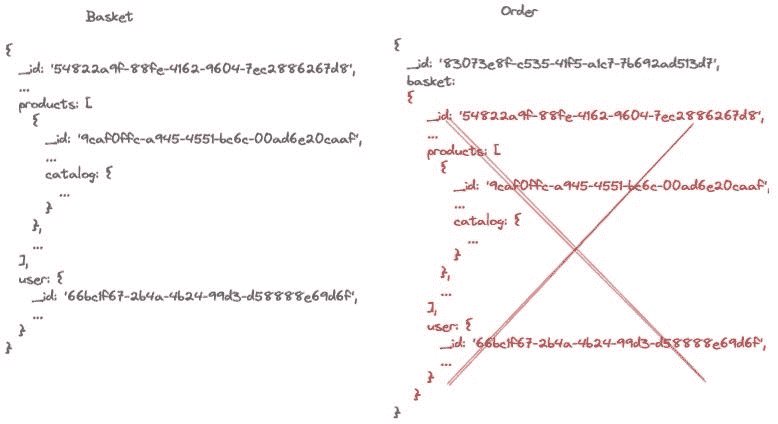 Basket
{
_id: '54822a9f-88fe-4162-9604-7ec2886267d8',
...
products: [
{
_id: '9caf0ffc-a945-4551-bc6c-00ad6e20caaf',
...
catalog: {
...
}
},
...
],
user: {
_id: '66bc1f67-2b4a-4b24-99d3-d58888e69d6f',
...
}
}
Order
{
_id: '83073e8f-c535-41f5-a1c7-7b692ad513d7',
basket:
{
_id: '54822a9f-88fe-4162-9604-7ec2886267d8',
...
products: [
{
_id: '9caf0ffc-a945-4551-bc6c-00ad6e20caaf',
...
catalog: {
...
}
},
...
],
user: {
_id: '66bc1f67-2b4a-4b24-99d3-d58888e69d6f',
...
}
}
}